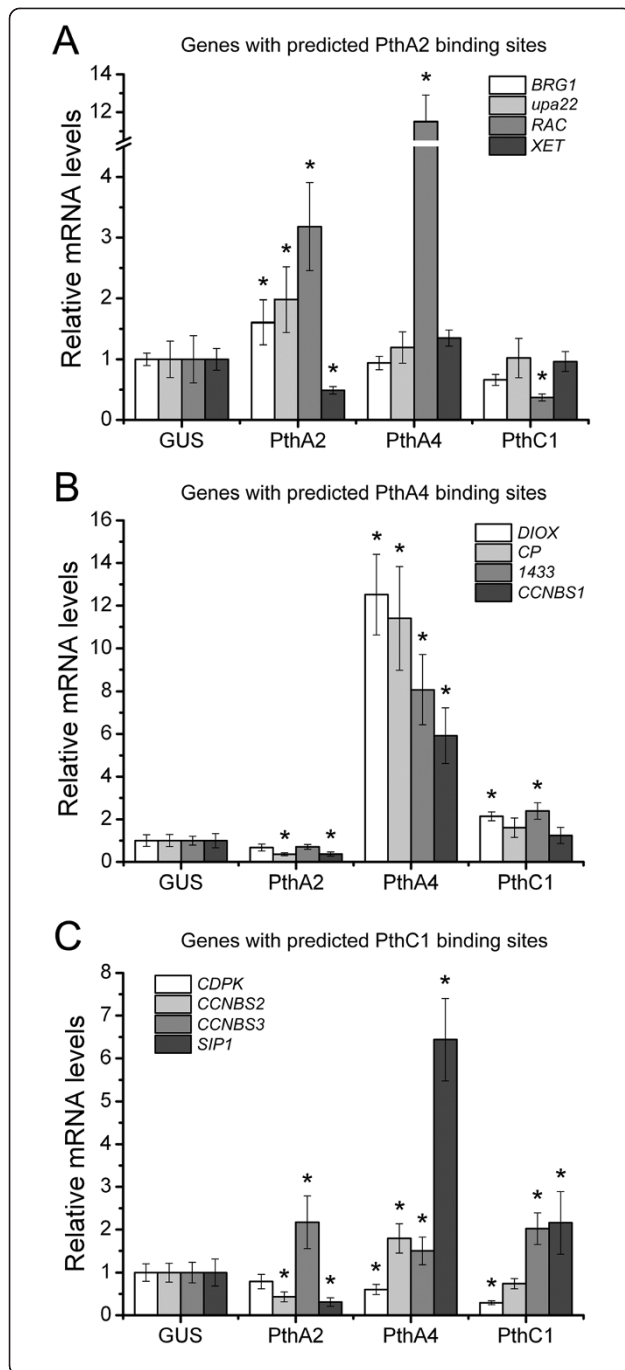 A
Genes with predicted PthA2 binding sites
Relative mRNA levels
14
12
4
3
2
1
0
*
*
*
*
*
*
BRG1
upa22
RAC
XET
GUS
PthA2
PthA4
PthC1
B
Genes with predicted PthA4 binding sites
Relative mRNA levels
16
14
12
10
8
6
4
2
0
*
*
*
*
*
*
*
*
DIOX
CP
1433
CCNBS1
GUS
PthA2
PthA4
PthC1
C
Genes with predicted PthC1 binding sites
Relative mRNA levels
8
7
6
5
4
3
2
1
0
CDPK
CCNBS2
CCNBS3
SIP1
*
*
*
*
*
*
*
*
*
*
GUS
PthA2
PthA4
PthC1